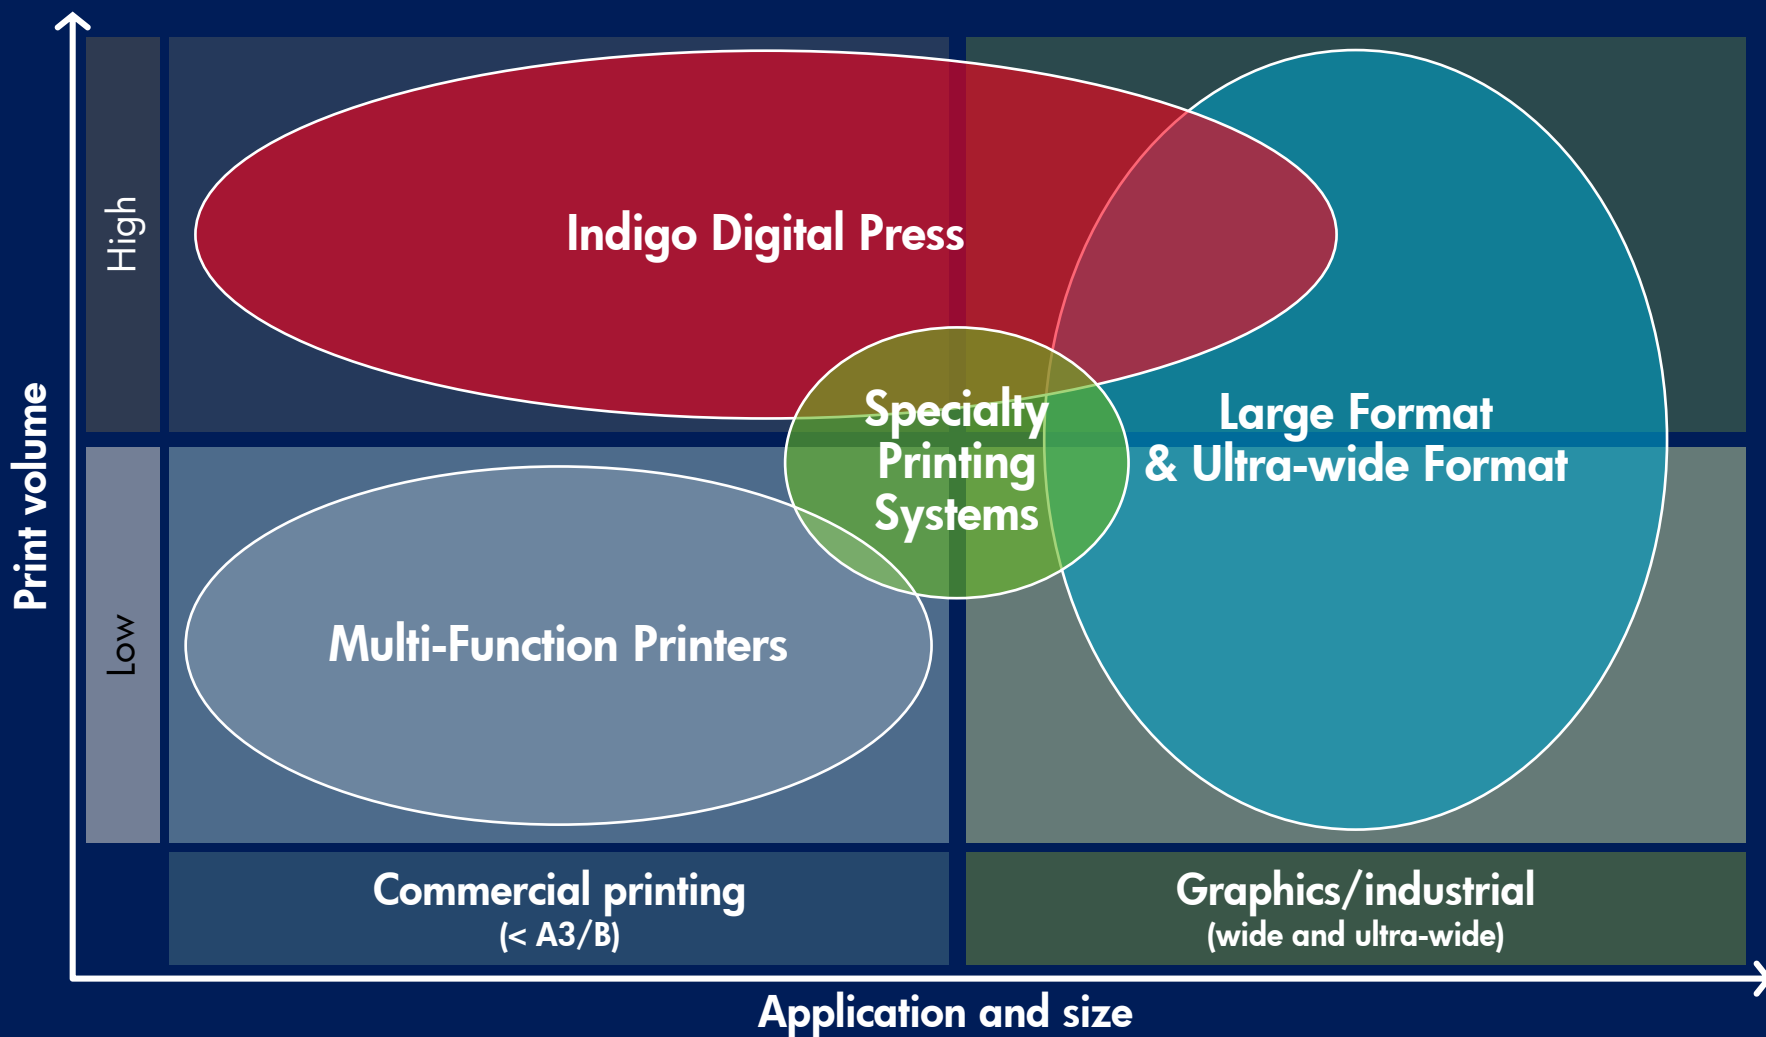 Print volume
High
Low
Indigo Digital Press
Specialty
Printing
Systems
Large Format
& Ultra-wide Format
Multi-Function Printers
Commercial printing
(< A3/B)
Graphics/industrial
(wide and ultra-wide)
Application and size